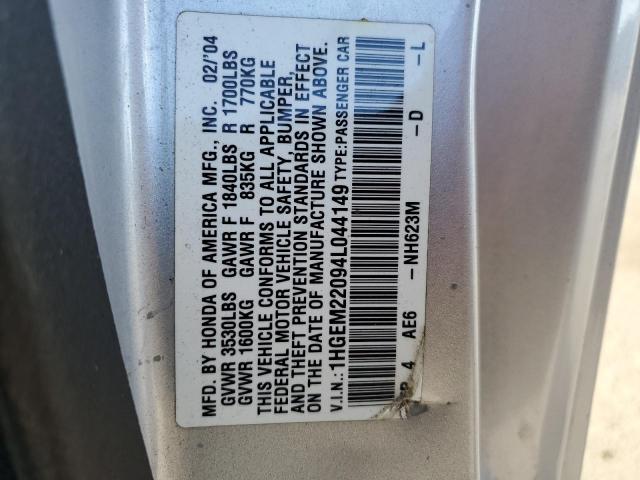 MFD. BY HONDA OF AMERICA MFG., INC. 02/'04
GVWR 3530LBS GAWR F 1840LBS R 1700LBS
GVWR 1600KG GAWR F 835KG R 770KG
THIS VEHICLE CONFORMS TO ALL APPLICABLE
FEDERAL MOTOR VEHICLE SAFETY, BUMPER,
AND THEFT PREVENTION STANDARDS IN EFFECT
ON THE DATE OF MANUFACTURE SHOWN ABOVE.
V.I.N.: 1HGEM22094L044149 TYPE: PASSENGER CAR
P 4 AE6 -NH623M -D -L